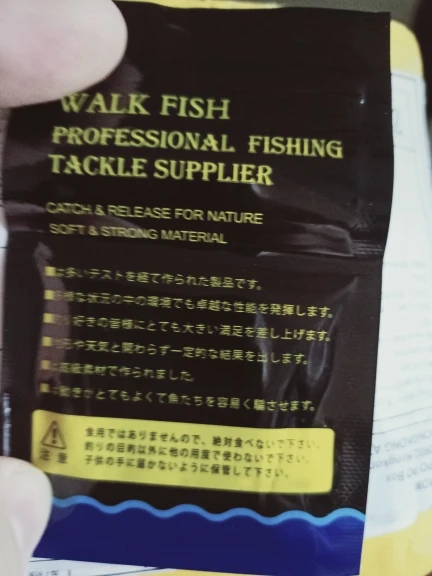 WALK FISH
PROFESSIONAL FISHING
TACKLE SUPPLIER
CATCH & RELEASE FOR NATURE
SOFT & STRONG MATERIAL
は多いテストを経て作られた製品です。
様な状況の中の環境でも卓越な性能を発揮します。
好きの皆様にとても大きい満足を差し上げます。
や天気と関わらず一定的な結果を出します。
高級素材で作られました。
動きがとてもよくて魚たちを容易く騙させます。
注意
食用ではありませんので、絶対食べないで下さい。
釣りの目的以外に他の用度で使わないで下さい。
子供の手に届かないように保管して下さい。